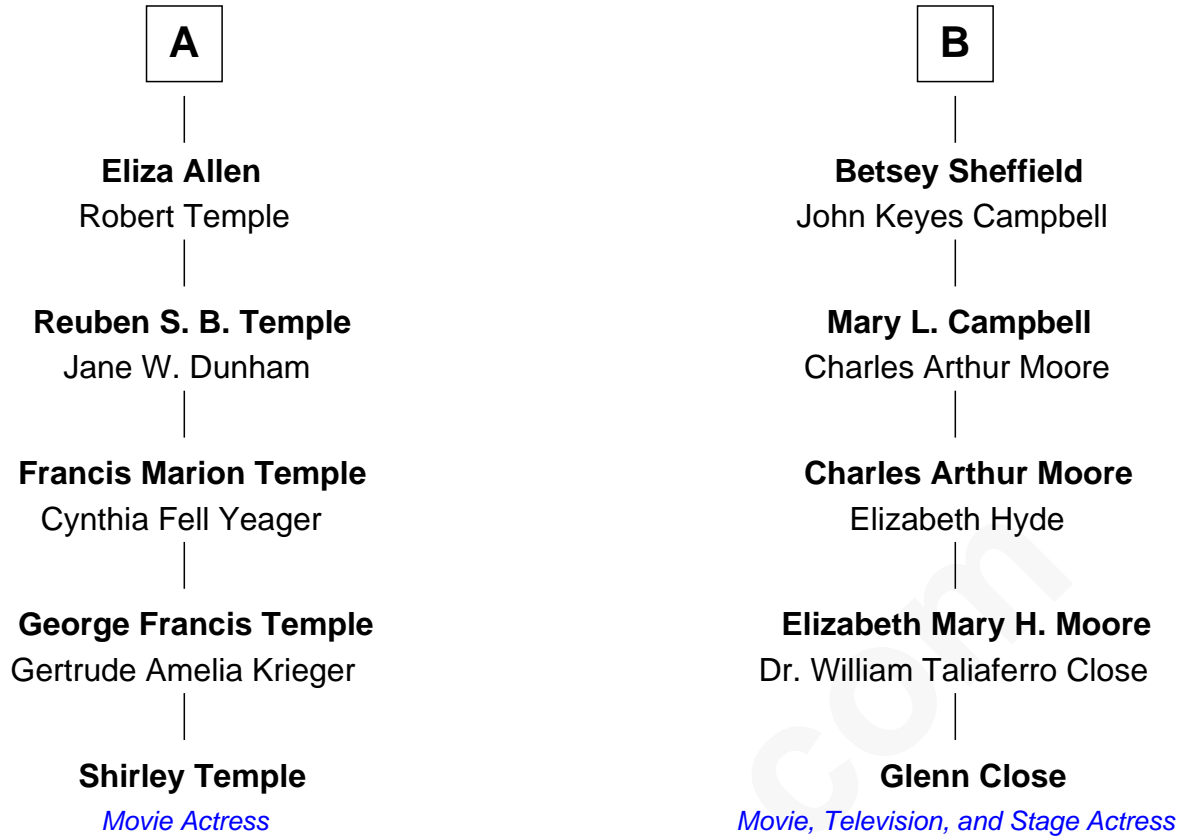 A
Eliza Allen
Robert Temple
Reuben S. B. Temple
Jane W. Dunham
Francis Marion Temple
Cynthia Fell Yeager
George Francis Temple
Gertrude Amelia Krieger
Shirley Temple
Movie Actress
B
Betsey Sheffield
John Keyes Campbell
Mary L. Campbell
Charles Arthur Moore
Charles Arthur Moore
Elizabeth Hyde
Elizabeth Mary H. Moore
Dr. William Taliaferro Close
Glenn Close
Movie, Television, and Stage Actress
com